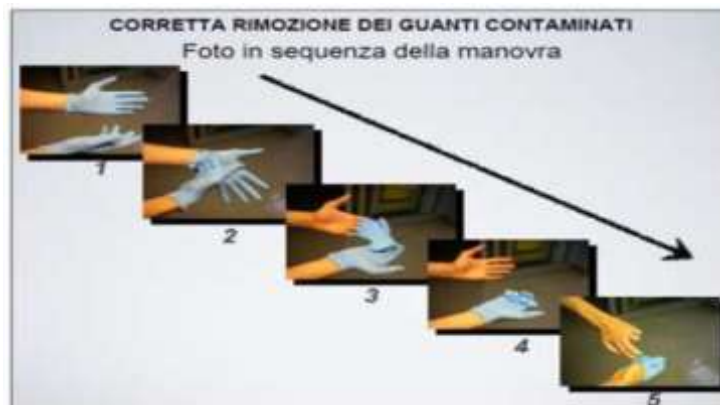 CORRETTA RIMOZIONE DEI GUANTI CONTAMINATI
Foto in sequenza della manovra
1
2
3
4
5